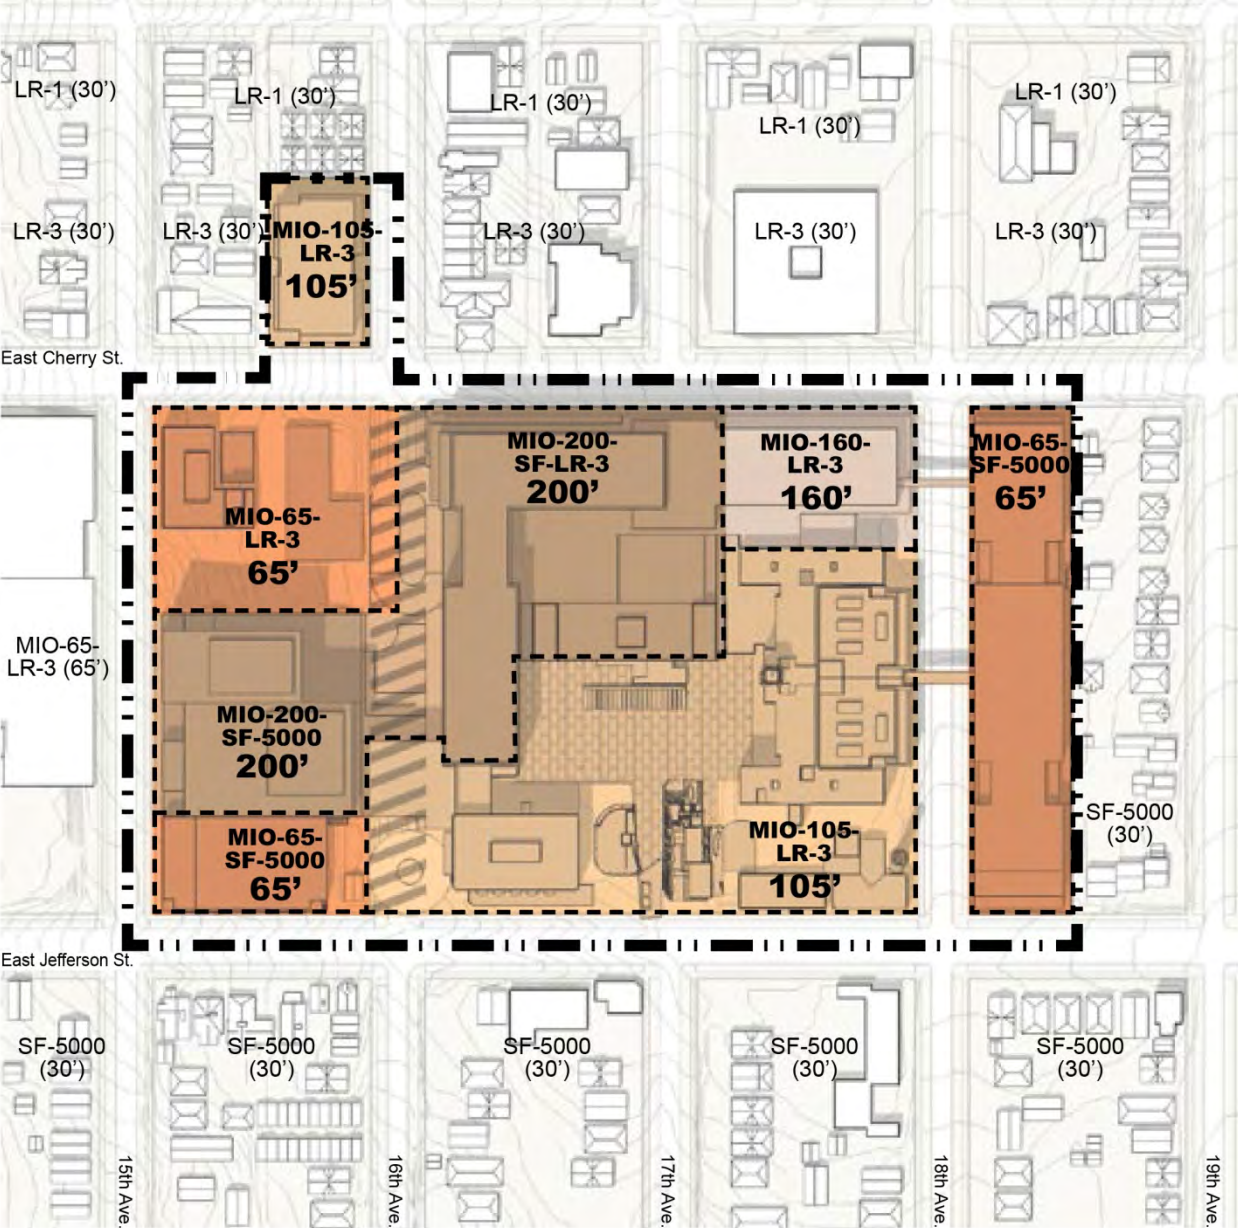 LR-1 (30')
LR-1 (30')
LR-1 (30')
LR-1 (30')
LR-1 (30')
LR-3 (30')
LR-3 (30')
MIO-105-
LR-3
105'
LR-3 (30')
LR-3 (30')
LR-3 (30')
East Cherry St.
MIO-65-
LR-3
65'
MIO-200-
SF-LR-3
200'
MIO-160-
LR-3
160'
MIO-65-
SF-5000
65'
MIO-65-
LR-3 (65')
MIO-200-
SF-5000
200'
MIO-65-
SF-5000
65'
MIO-105-
LR-3
105'
SF-5000
(30')
East Jefferson St.
SF-5000
(30')
SF-5000
(30')
SF-5000
(30')
SF-5000
(30')
SF-5000
(30')
15th Ave.
16th Ave.
17th Ave.
18th Ave.
19th Ave.